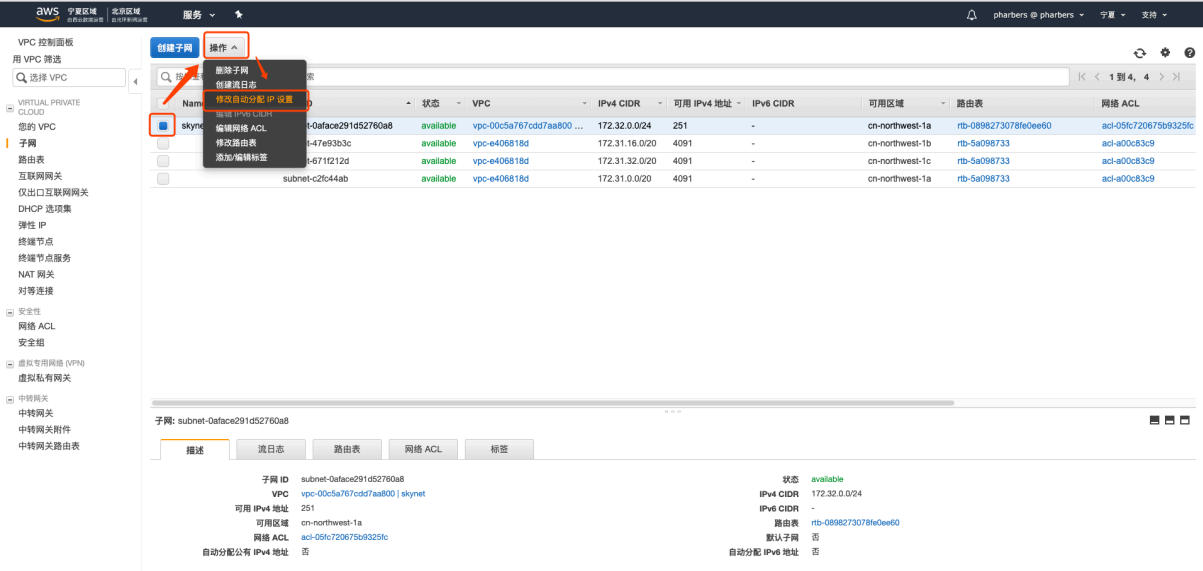 aws 宁夏区域 北京区域 服务 pharbers @ pharbers 宁夏 支持
由西云数据运营 由光环新网运营
VPC 控制面板
用 VPC 筛选
选择 VPC
VIRTUAL PRIVATE
CLOUD
您的 VPC
子网
路由表
互联网网关
仅出口互联网网关
DHCP 选项集
弹性 IP
终端节点
终端节点服务
NAT 网关
对等连接
安全性
网络 ACL
安全组
虚拟专用网络 (VPN)
虚拟私有网关
中转网关
中转网关
中转网关附件
中转网关路由表
创建子网 操作
删除子网
创建流日志
修改自动分配 IP 设置
编辑 IPv6 CIDR
编辑网络 ACL
修改路由表
添加/编辑标签
1 到 4, 4
Name 状态 VPC IPv4 CIDR 可用 IPv4 地址 IPv6 CIDR 可用区域 路由表 网络 ACL
skyne t-0aface291d52760a8 available vpc-00c5a767cdd7aa800 ... 172.32.0.0/24 251 - cn-northwest-1a rtb-0898273078fe0ee60 acl-05fc720675b9325fc
t-47e93b3c available vpc-e406818d 172.31.16.0/20 4091 - cn-northwest-1b rtb-5a098733 acl-a00c83c9
t-671f212d available vpc-e406818d 172.31.32.0/20 4091 - cn-northwest-1c rtb-5a098733 acl-a00c83c9
subnet-c2fc44ab available vpc-e406818d 172.31.0.0/20 4091 - cn-northwest-1a rtb-5a098733 acl-a00c83c9
子网: subnet-0aface291d52760a8
描述 流日志 路由表 网络 ACL 标签
子网 ID subnet-0aface291d52760a8 状态 available
VPC vpc-00c5a767cdd7aa800 | skynet IPv4 CIDR 172.32.0.0/24
可用 IPv4 地址 251 IPv6 CIDR -
可用区域 cn-northwest-1a 路由表 rtb-0898273078fe0ee60
网络 ACL acl-05fc720675b9325fc 默认子网 否
自动分配公有 IPv4 地址 否 自动分配 IPv6 地址 否